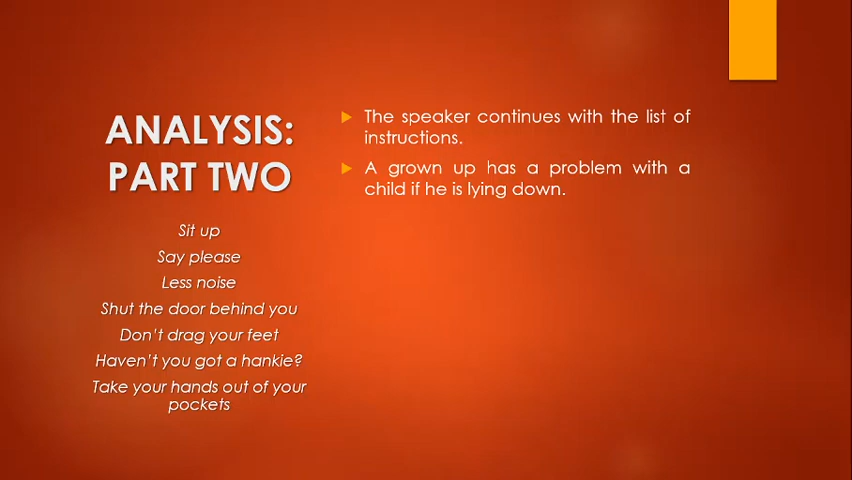 ANALYSIS:
PART TWO
Sit up
Say please
Less noise
Shut the door behind you
Don't drag your feet
Haven't you got a hankie?
Take your hands out of your
pockets
The speaker continues with the list of
instructions.
A grown up has a problem with a
child if he is lying down.